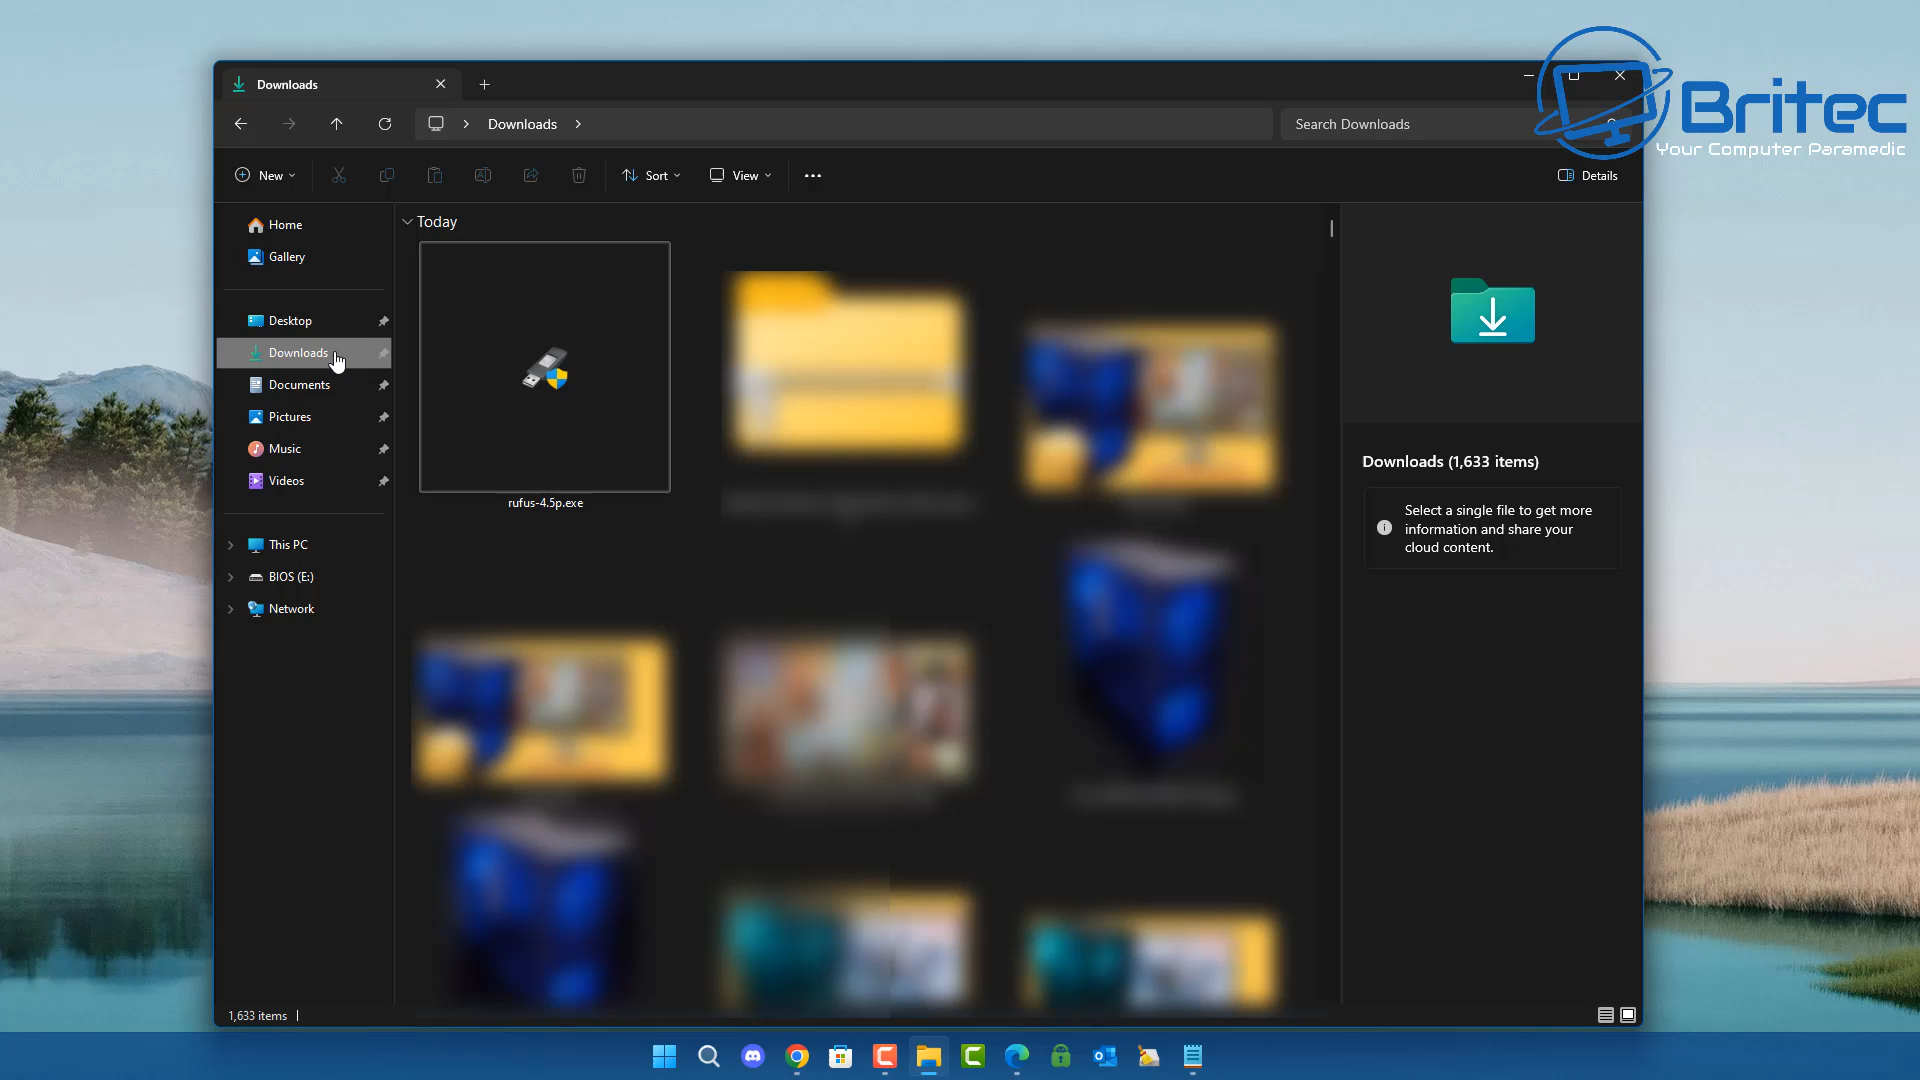 Downloads
Britec
Your Computer Paramedic
Downloads
Search Downloads
New
Sort
View
Details
Home
Gallery
Desktop
Downloads
Documents
Pictures
Music
Videos
This PC
BIOS (E:)
Network
Today
rufus-4.5p.exe
Downloads (1,633 items)
Select a single file to get more
information and share your
cloud content.
1,633 items